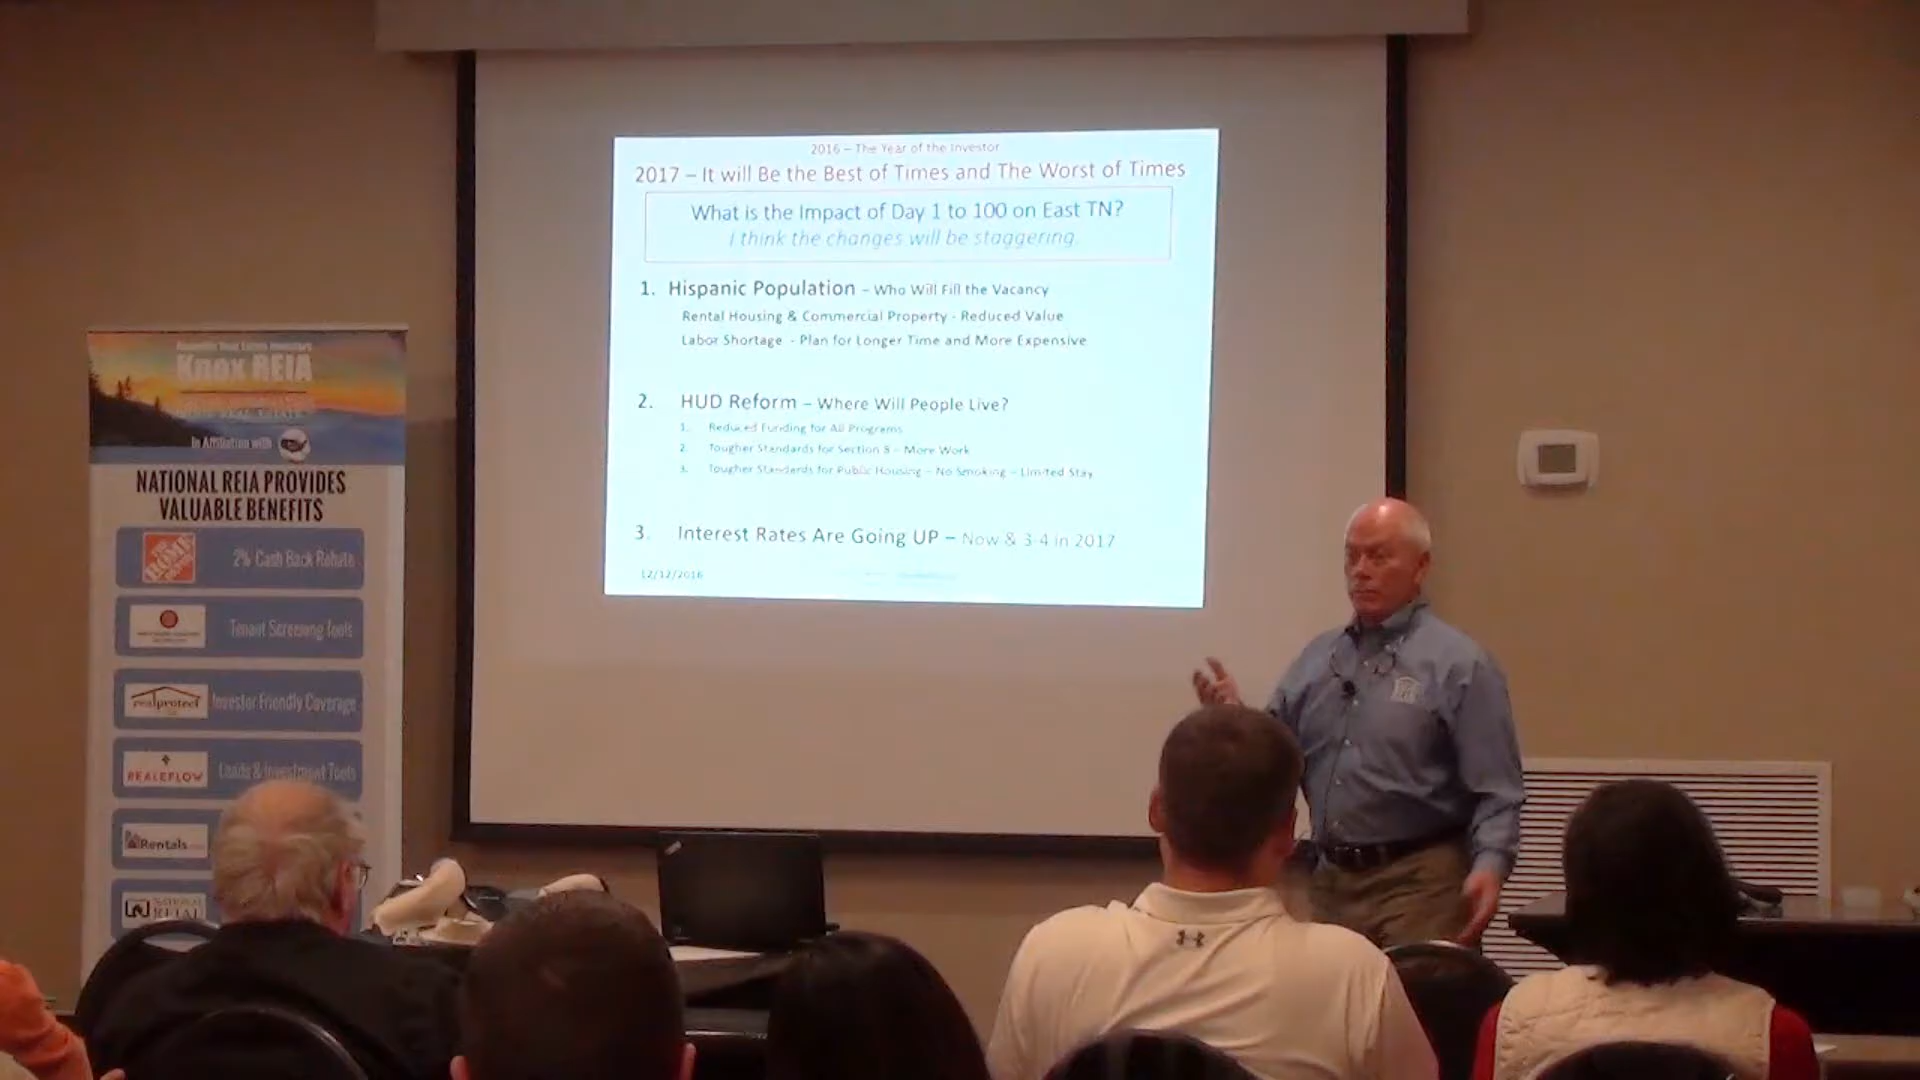 2016 – The Year of the Investor
2017 – It will Be the Best of Times and The Worst of Times
What is the Impact of Day 1 to 100 on East TN?
I think the changes will be staggering.
1. Hispanic Population – Who Will Fill the Vacancy
Rental Housing & Commercial Property - Reduced Value
Labor Shortage - Plan for Longer Time and More Expensive
2. HUD Reform – Where Will People Live?
1. Reduced Funding for All Programs
2. Tougher Standards for Section 8 – More Work
3. Tougher Standards for Public Housing – No Smoking – Limited Stay
3. Interest Rates Are Going UP – Now & 3-4 in 2017
12/12/2016
Knox REIA
In Affiliation with
NATIONAL REIA PROVIDES
VALUABLE BENEFITS
THE HOME DEPOT
2% Cash Back Rebate
Tenant Screening Tools
realprotect
Investor Friendly Coverage
REALEFLOW
Leads & Investment Tools
Rentals
NATIONAL
REIA